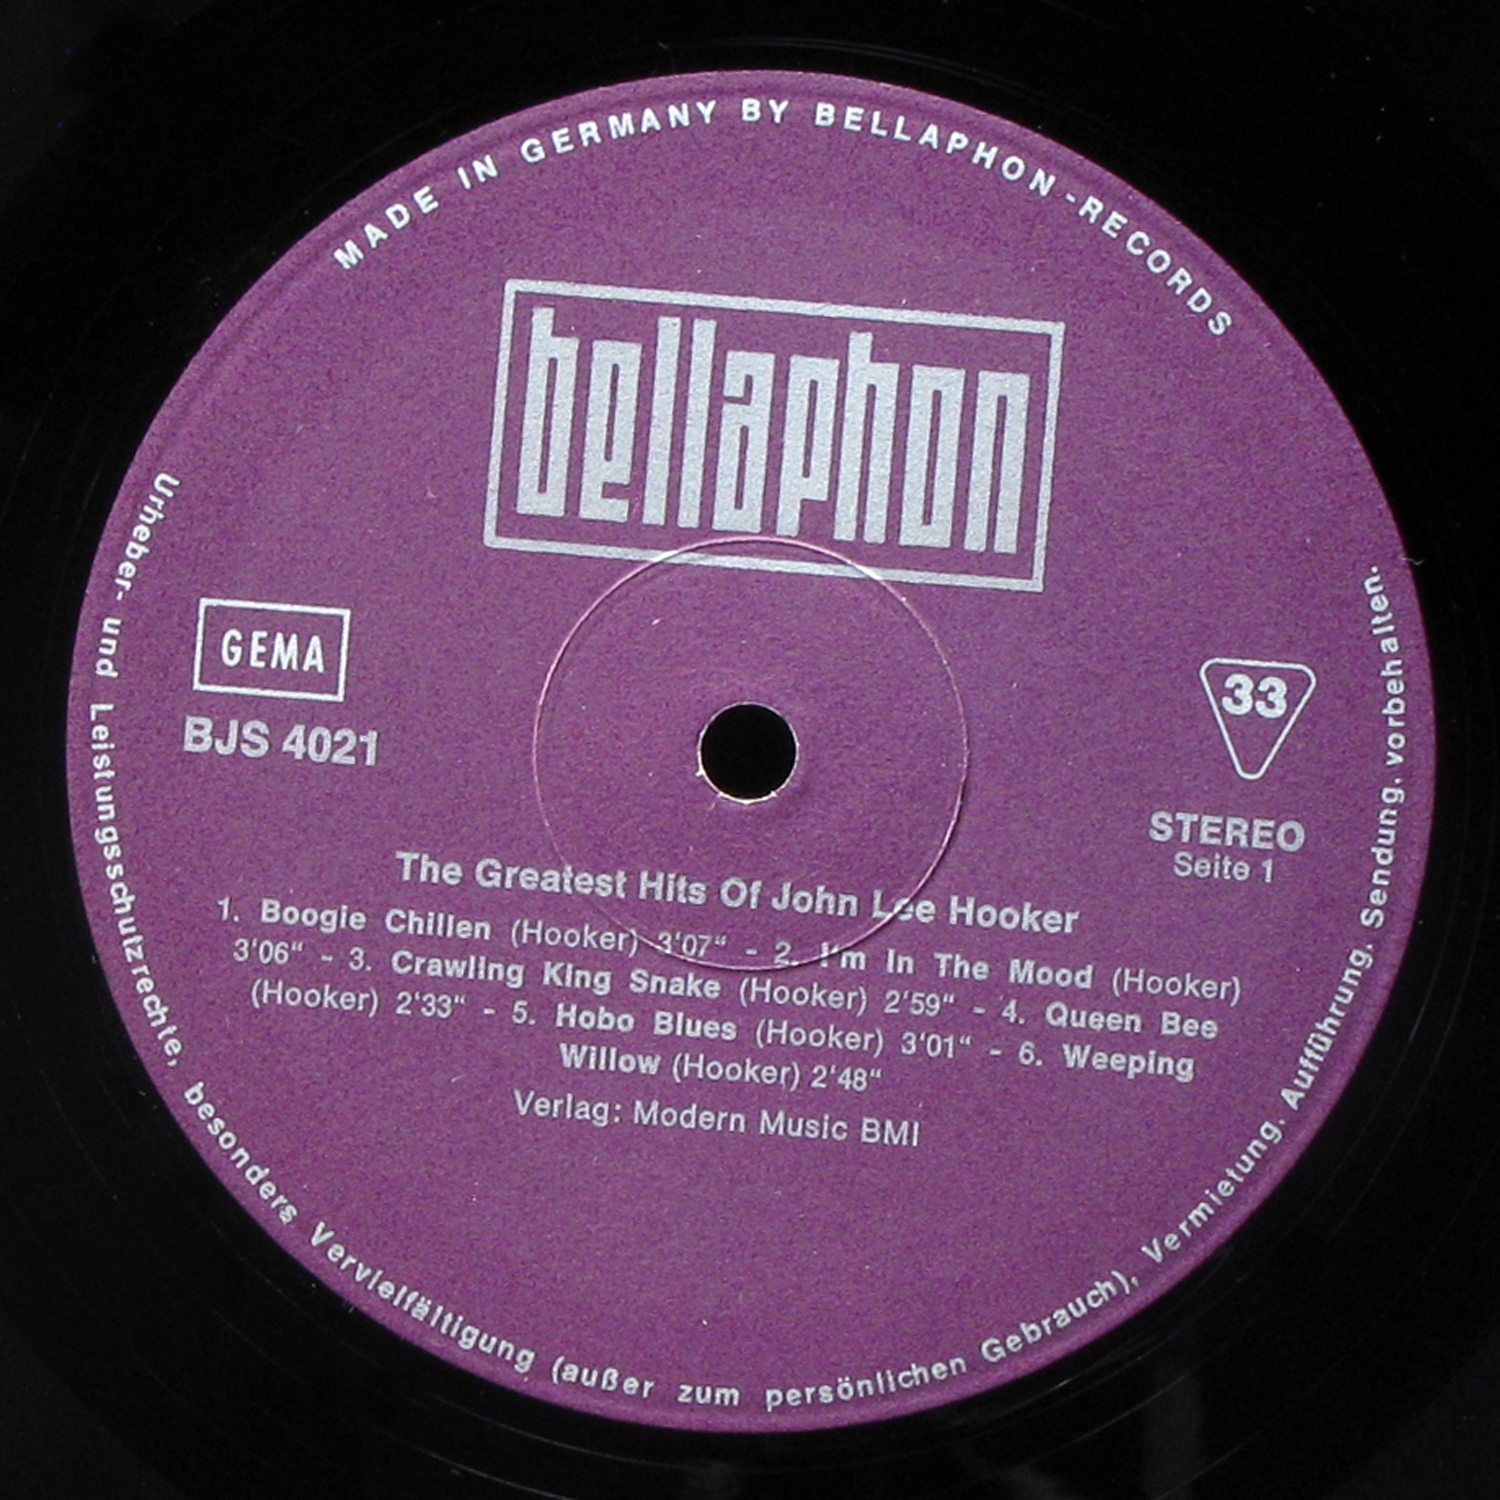 MADE IN GERMANY BY BELLAPHON-RECORDS
bellaphon
GEMA
BJS 4021
33
STEREO
Seite 1
The Greatest Hits Of John Lee Hooker
1. Boogie Chillen (Hooker) 3'07“ - 2. I'm In The Mood (Hooker)
3'06“ - 3. Crawling King Snake (Hooker) 2'59“ - 4. Queen Bee
(Hooker) 2'33“ - 5. Hobo Blues (Hooker) 3'01“ - 6. Weeping
Willow (Hooker) 2'48“
Verlag: Modern Music BMI
Urheber- und Leistungsschutzrechte, besonders Vervielfältigung (außer zum persönlichen Gebrauch), Vermietung. Aufführung. Sendung. vorbehalten.